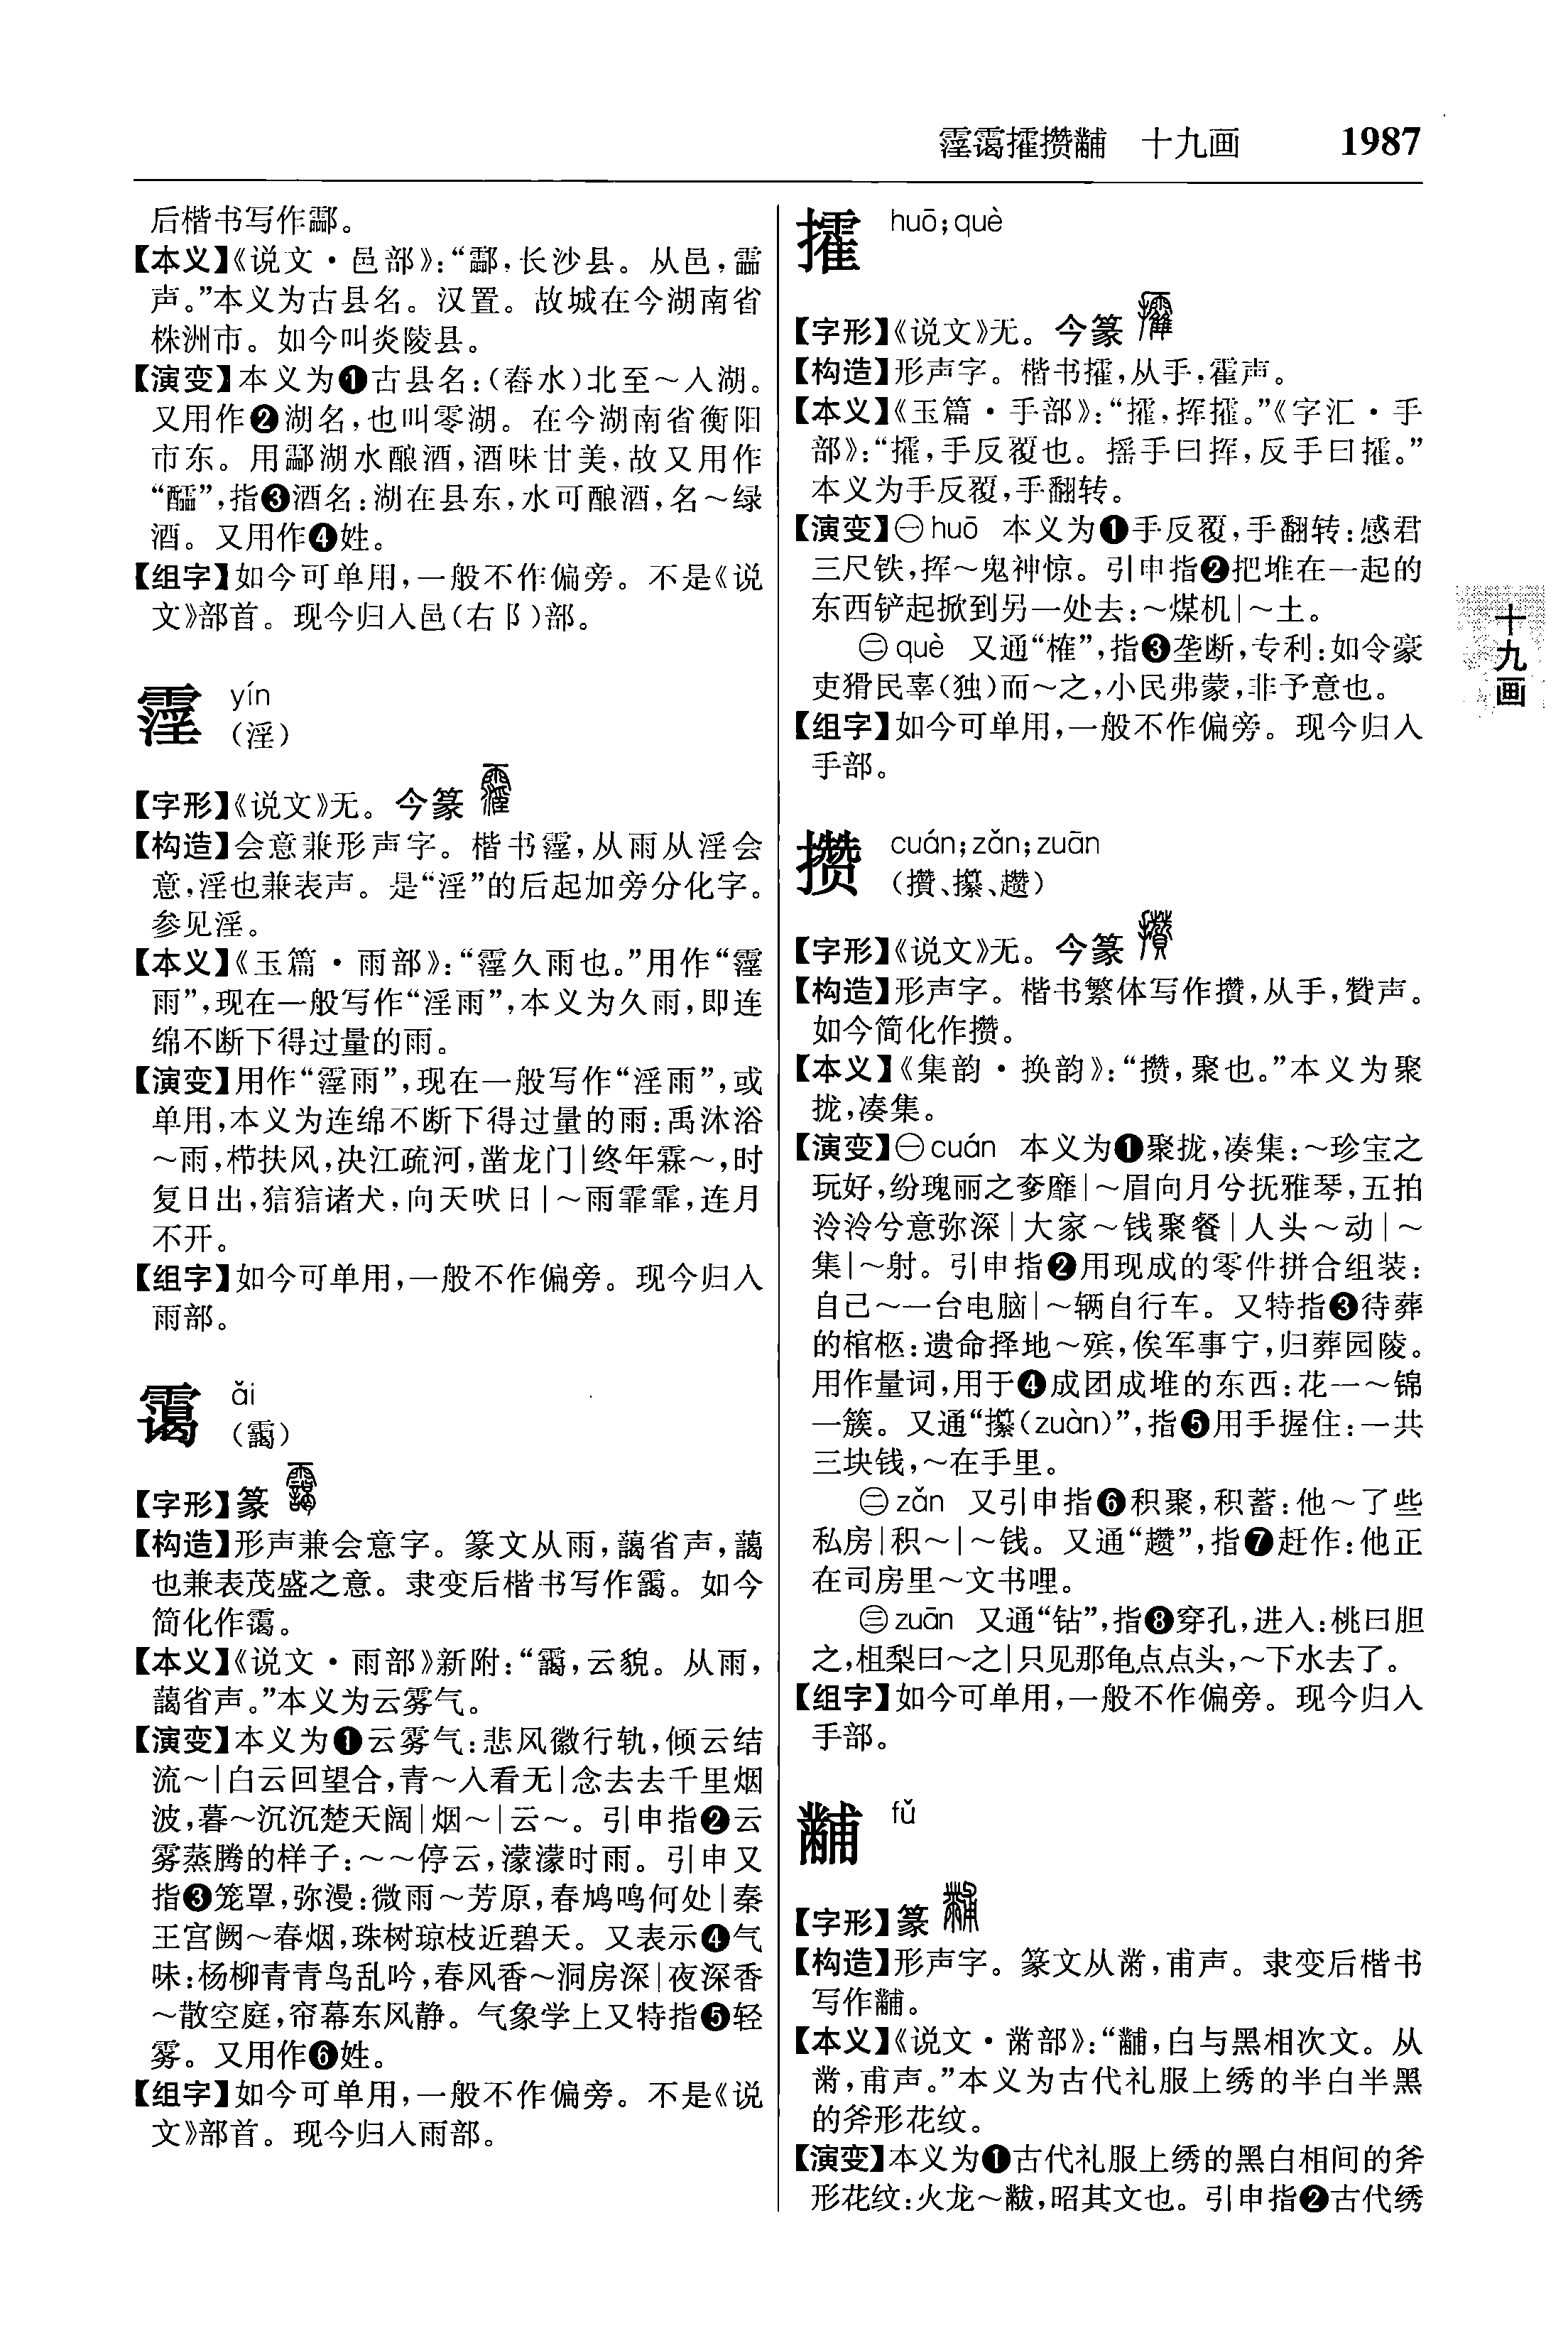 霪霭攉攒黼　十九画　1987
后楷书写作酃。
【本义】《说文·邑部》：“酃，长沙县。从邑，霝
声。”本义为古县名。汉置。故城在今湖南省
株洲市。如今叫炎陵县。
【演变】本义为❶古县名：（舂水）北至～入湖。
又用作❷湖名，也叫零湖。在今湖南省衡阳
市东。用酃湖水酿酒，酒味甘美，故又用作
“醽”，指❸酒名：湖在县东，水可酿酒，名～绿
酒。又用作❹姓。
【组字】如今可单用，一般不作偏旁。不是《说
文》部首。现今归入邑（右阝）部。
霪 yín
（淫）
【字形】《说文》无。今篆
【构造】会意兼形声字。楷书霪，从雨从淫会
意，淫也兼表声。是“淫”的后起加旁分化字。
参见淫。
【本义】《玉篇·雨部》：“霪久雨也。”用作“霪
雨”，现在一般写作“淫雨”，本义为久雨，即连
绵不断下得过量的雨。
【演变】用作“霪雨”，现在一般写作“淫雨”，或
单用，本义为连绵不断下得过量的雨：禹沐浴
～雨，栉扶风，决江疏河，凿龙门|终年霖～，时
复日出，狺狺诸犬，向天吠日|～雨霏霏，连月
不开。
【组字】如今可单用，一般不作偏旁。现今归入
雨部。
霭 ǎi
（靄）
【字形】篆
【构造】形声兼会意字。篆文从雨，藹省声，藹
也兼表茂盛之意。隶变后楷书写作靄。如今
简化作霭。
【本义】《说文·雨部》新附：“靄，云貌。从雨，
藹省声。”本义为云雾气。
【演变】本义为❶云雾气：悲风徽行轨，倾云结
流～|白云回望合，青～入看无|念去去千里烟
波，暮～沉沉楚天阔|烟～|云～。引申指❷云
雾蒸腾的样子：～～停云，濛濛时雨。引申又
指❸笼罩，弥漫：微雨～芳原，春鸠鸣何处|秦
王宫阙～春烟，珠树琼枝近碧天。又表示❹气
味：杨柳青青鸟乱吟，春风香～洞房深|夜深香
～散空庭，帘幕东风静。气象学上又特指❺轻
雾。又用作❻姓。
【组字】如今可单用，一般不作偏旁。不是《说
文》部首。现今归入雨部。
攉 huō；què
【字形】《说文》无。今篆
【构造】形声字。楷书攉，从手，霍声。
【本义】《玉篇·手部》：“攉，挥攉。”《字汇·手
部》：“攉，手反覆也。摇手曰挥，反手曰攉。”
本义为手反覆，手翻转。
【演变】㊀huō　本义为❶手反覆，手翻转：感君
三尺铁，挥～鬼神惊。引申指❷把堆在一起的
东西铲起掀到另一处去：～煤机|～土。
㊁què　又通“榷”，指❸垄断，专利：如令豪
吏猾民辜（独）而～之，小民弗蒙，非予意也。
【组字】如今可单用，一般不作偏旁。现今归入
手部。
攒 cuán；zǎn；zuān
（攢、攥、趱）
【字形】《说文》无。今篆
【构造】形声字。楷书繁体写作攢，从手，贊声。
如今简化作攒。
【本义】《集韵·换韵》：“攒，聚也。”本义为聚
拢，凑集。
【演变】㊀cuán　本义为❶聚拢，凑集：～珍宝之
玩好，纷瑰丽之奓靡|～眉向月兮抚雅琴，五拍
泠泠兮意弥深|大家～钱聚餐|人头～动|～
集|～射。引申指❷用现成的零件拼合组装：
自己～一台电脑|～辆自行车。又特指❸待葬
的棺柩：遗命择地～殡，俟军事宁，归葬园陵。
用作量词，用于❹成团成堆的东西：花一～锦
一簇。又通“攥（zuàn）”，指❺用手握住：一共
三块钱，～在手里。
㊁zǎn　又引申指❻积聚，积蓄：他～了些
私房|积～|～钱。又通“趱”，指❼赶作：他正
在司房里～文书哩。
㊂zuān　又通“钻”，指❽穿孔，进入：桃曰胆
之，柤梨曰～之|只见那龟点点头，～下水去了。
【组字】如今可单用，一般不作偏旁。现今归入
手部。
黼 fǔ
【字形】篆
【构造】形声字。篆文从黹，甫声。隶变后楷书
写作黼。
【本义】《说文·黹部》：“黼，白与黑相次文。从
黹，甫声。”本义为古代礼服上绣的半白半黑
的斧形花纹。
【演变】本义为❶古代礼服上绣的黑白相间的斧
形花纹：火龙～黻，昭其文也。引申指❷古代绣
十九画